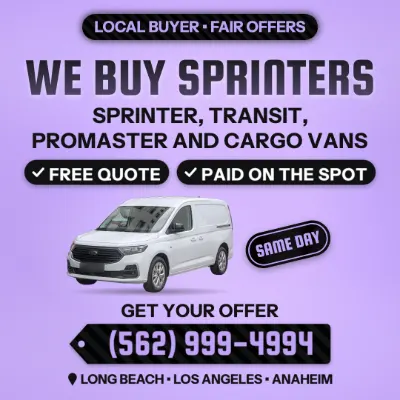 LOCAL BUYER • FAIR OFFERS
WE BUY SPRINTERS
SPRINTER, TRANSIT,
PROMASTER AND CARGO VANS
✓ FREE QUOTE ✓ PAID ON THE SPOT
SAME DAY
GET YOUR OFFER
(562) 999-4994
LONG BEACH • LOS ANGELES • ANAHEIM